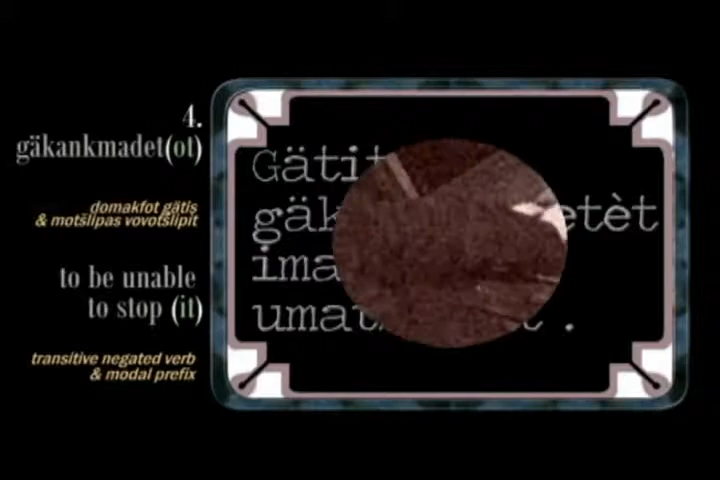 4.
gäkankmadet(ot)
domakfot gätis
& motšlipas vovotšlipit
to be unable
to stop (it)
transitive negated verb
& modal prefix
.